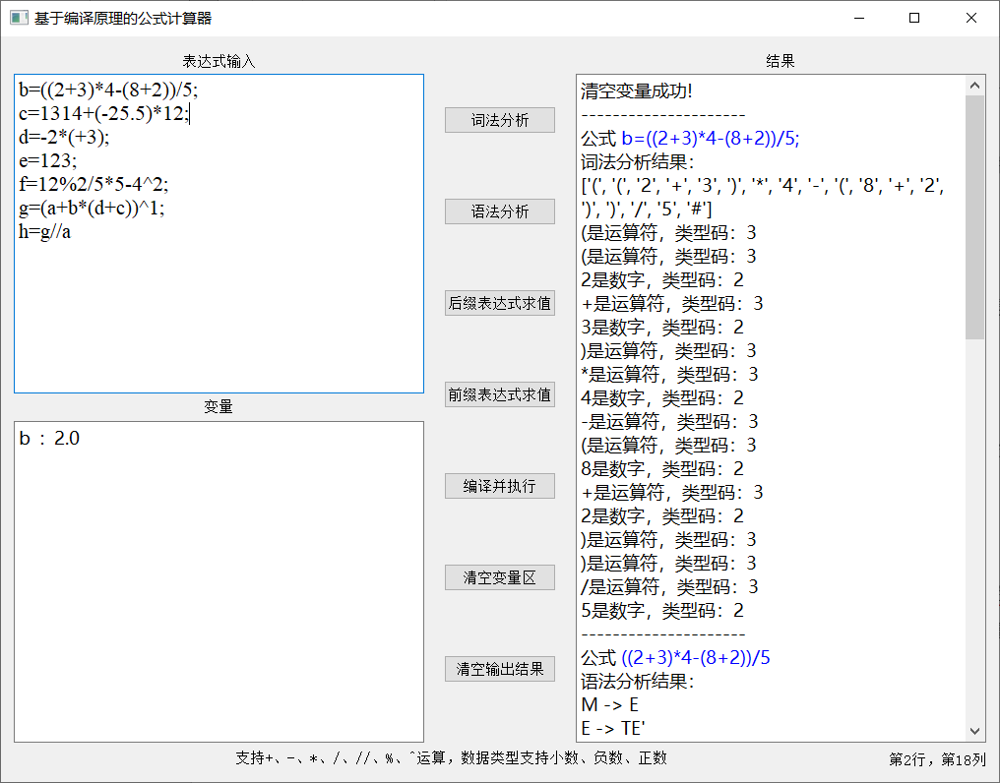 基于编译原理的公式计算器
表达式输入
b=((2+3)*4-(8+2))/5;
c=1314+(-25.5)*12;
d=-2*(+3);
e=123;
f=12%2/5*5-4^2;
g=(a+b*(d+c))^1;
h=g//a
变量
b : 2.0
词法分析
语法分析
后缀表达式求值
前缀表达式求值
编译并执行
清空变量区
清空输出结果
结果
清空变量成功!
--------------------
公式 b=((2+3)*4-(8+2))/5;
词法分析结果：
['(', '(', '2', '+', '3', ')', '*', '4', '-', '(', '8', '+', '2',
')', ')', '/', '5', '#']
(是运算符，类型码：3
(是运算符，类型码：3
2是数字，类型码：2
+是运算符，类型码：3
3是数字，类型码：2
)是运算符，类型码：3
*是运算符，类型码：3
4是数字，类型码：2
-是运算符，类型码：3
(是运算符，类型码：3
8是数字，类型码：2
+是运算符，类型码：3
2是数字，类型码：2
)是运算符，类型码：3
)是运算符，类型码：3
/是运算符，类型码：3
5是数字，类型码：2
--------------------
公式 ((2+3)*4-(8+2))/5
语法分析结果：
M -> E
E -> TE'
支持+、-、*、/、//、%、^运算，数据类型支持小数、负数、正数
第2行，第18列